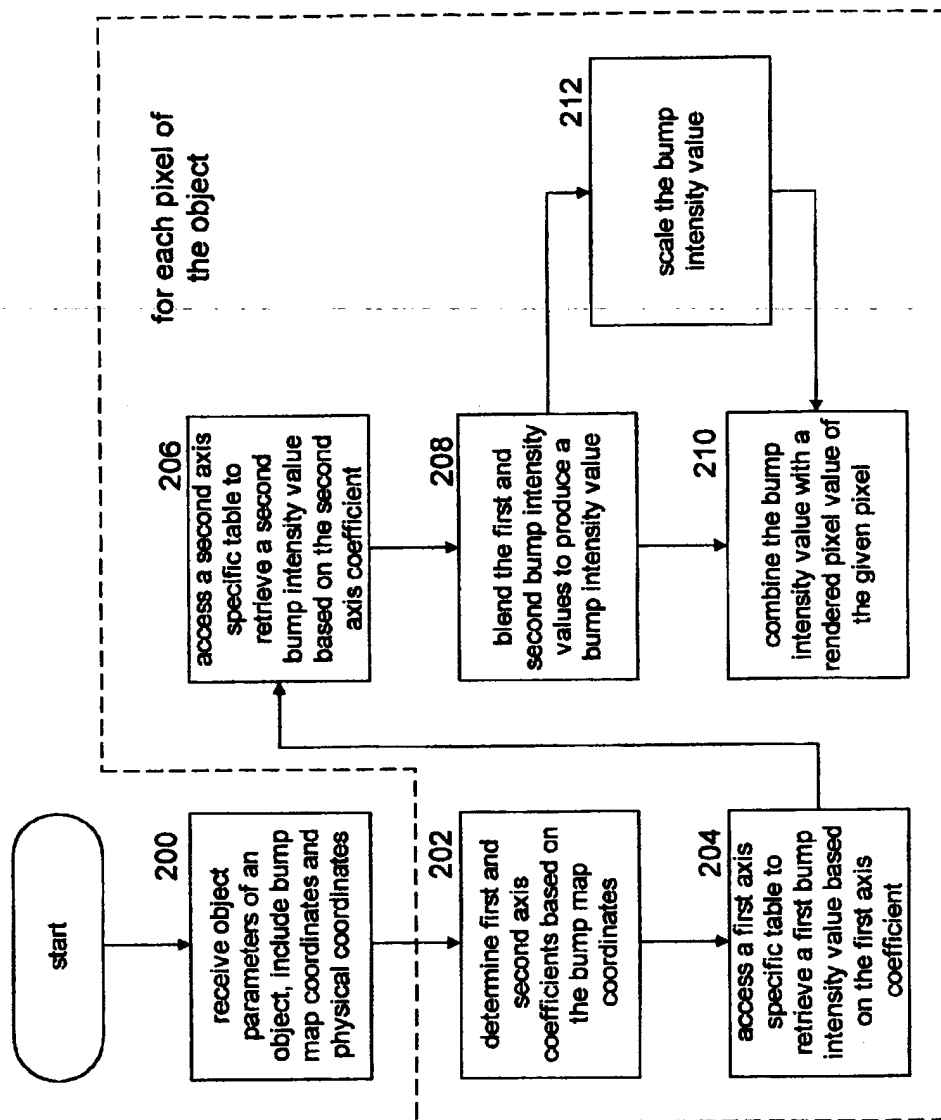 start
200
receive object
parameters of an
object, include bump
map coordinates and
physical coordinates
202
determine first and
second axis
coefficients based on
the bump map
coordinates
204
access a first axis
specific table to
retrieve a first bump
intensity value based
on the first axis
coefficient
for each pixel of
the object
206
access a second axis
specific table to
retrieve a second
bump intensity value
based on the second
axis coefficient
208
blend the first and
second bump intensity
values to produce a
bump intensity value
212
scale the bump
intensity value
210
combine the bump
intensity value with a
rendered pixel value of
the given pixel